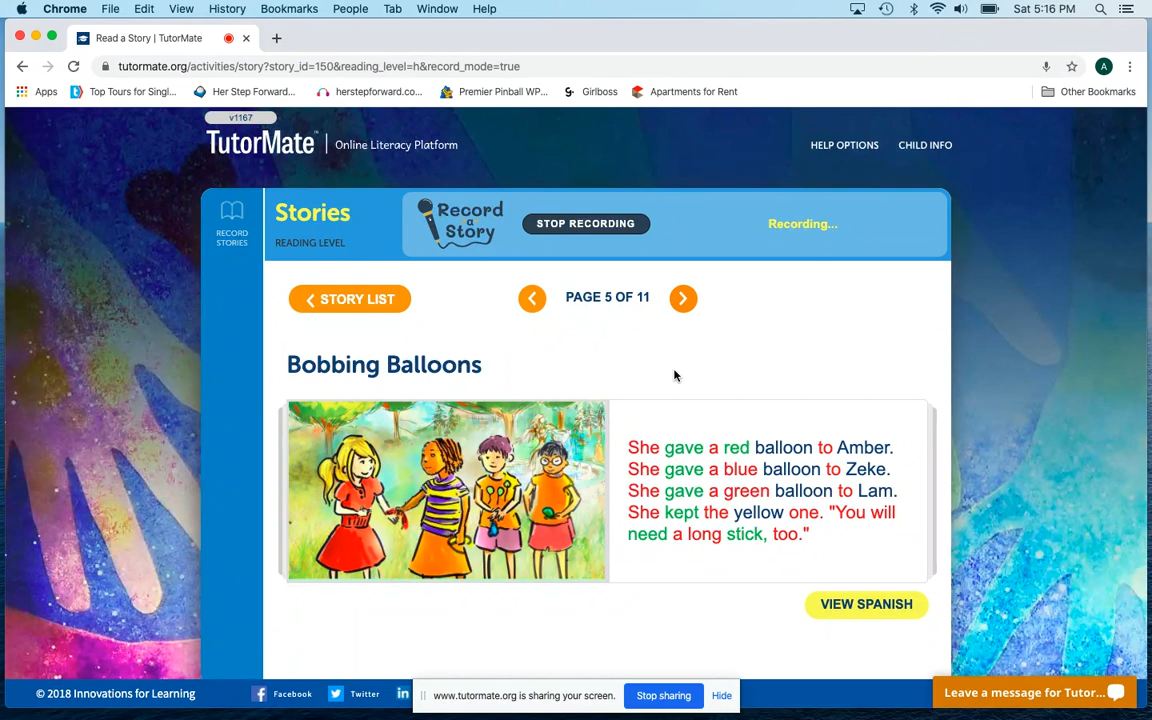 Chrome File Edit View History Bookmarks People Tab Window Help Sat 5:16 PM
Read a Story | TutorMate
tutormate.org/activities/story?story_id=150&reading_level=h&record_mode=true A
Apps Top Tours for Singl... Her Step Forward... herstepforward.co... Premier Pinball WP... Girlboss Apartments for Rent Other Bookmarks
v1167
TutorMate™ | Online Literacy Platform HELP OPTIONS CHILD INFO
RECORD
STORIES
Stories
READING LEVEL
Record
a
Story
STOP RECORDING
Recording...
STORY LIST PAGE 5 OF 11
Bobbing Balloons
She gave a red balloon to Amber.
She gave a blue balloon to Zeke.
She gave a green balloon to Lam.
She kept the yellow one. "You will
need a long stick, too."
VIEW SPANISH
© 2018 Innovations for Learning Facebook Twitter in
www.tutormate.org is sharing your screen. Stop sharing Hide
Leave a message for Tutor...